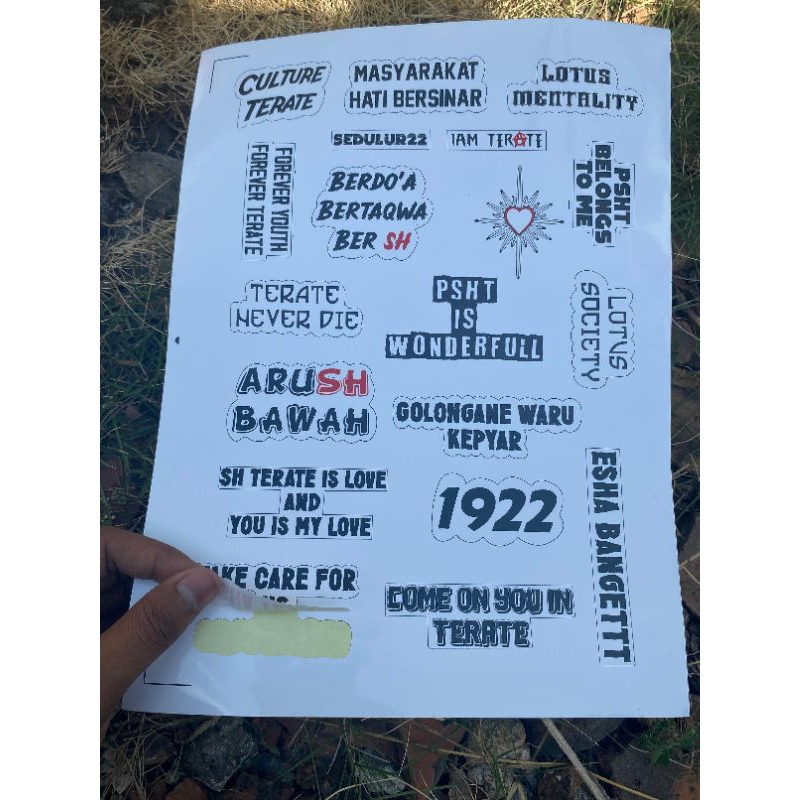 CULTURE
TERATE
MASYARAKAT
HATI BERSINAR
LOTUS
MENTALITY
SEDULUR22
IAM TERATE
FOREVER YOUTH
FOREVER TERATE
BERDO'A
BERTAQWA
BER SH
PSHT
BELONGS
TO ME
TERATE
NEVER DIE
PSHT
IS
WONDERFULL
LOTUS
SOCIETY
ARUSH
BAWAH
GOLONGANE WARU
KEPYAR
SH TERATE IS LOVE
AND
YOU IS MY LOVE
1922
ESHA BANGETTT
CARE FOR
COME ON YOU IN
TERATE